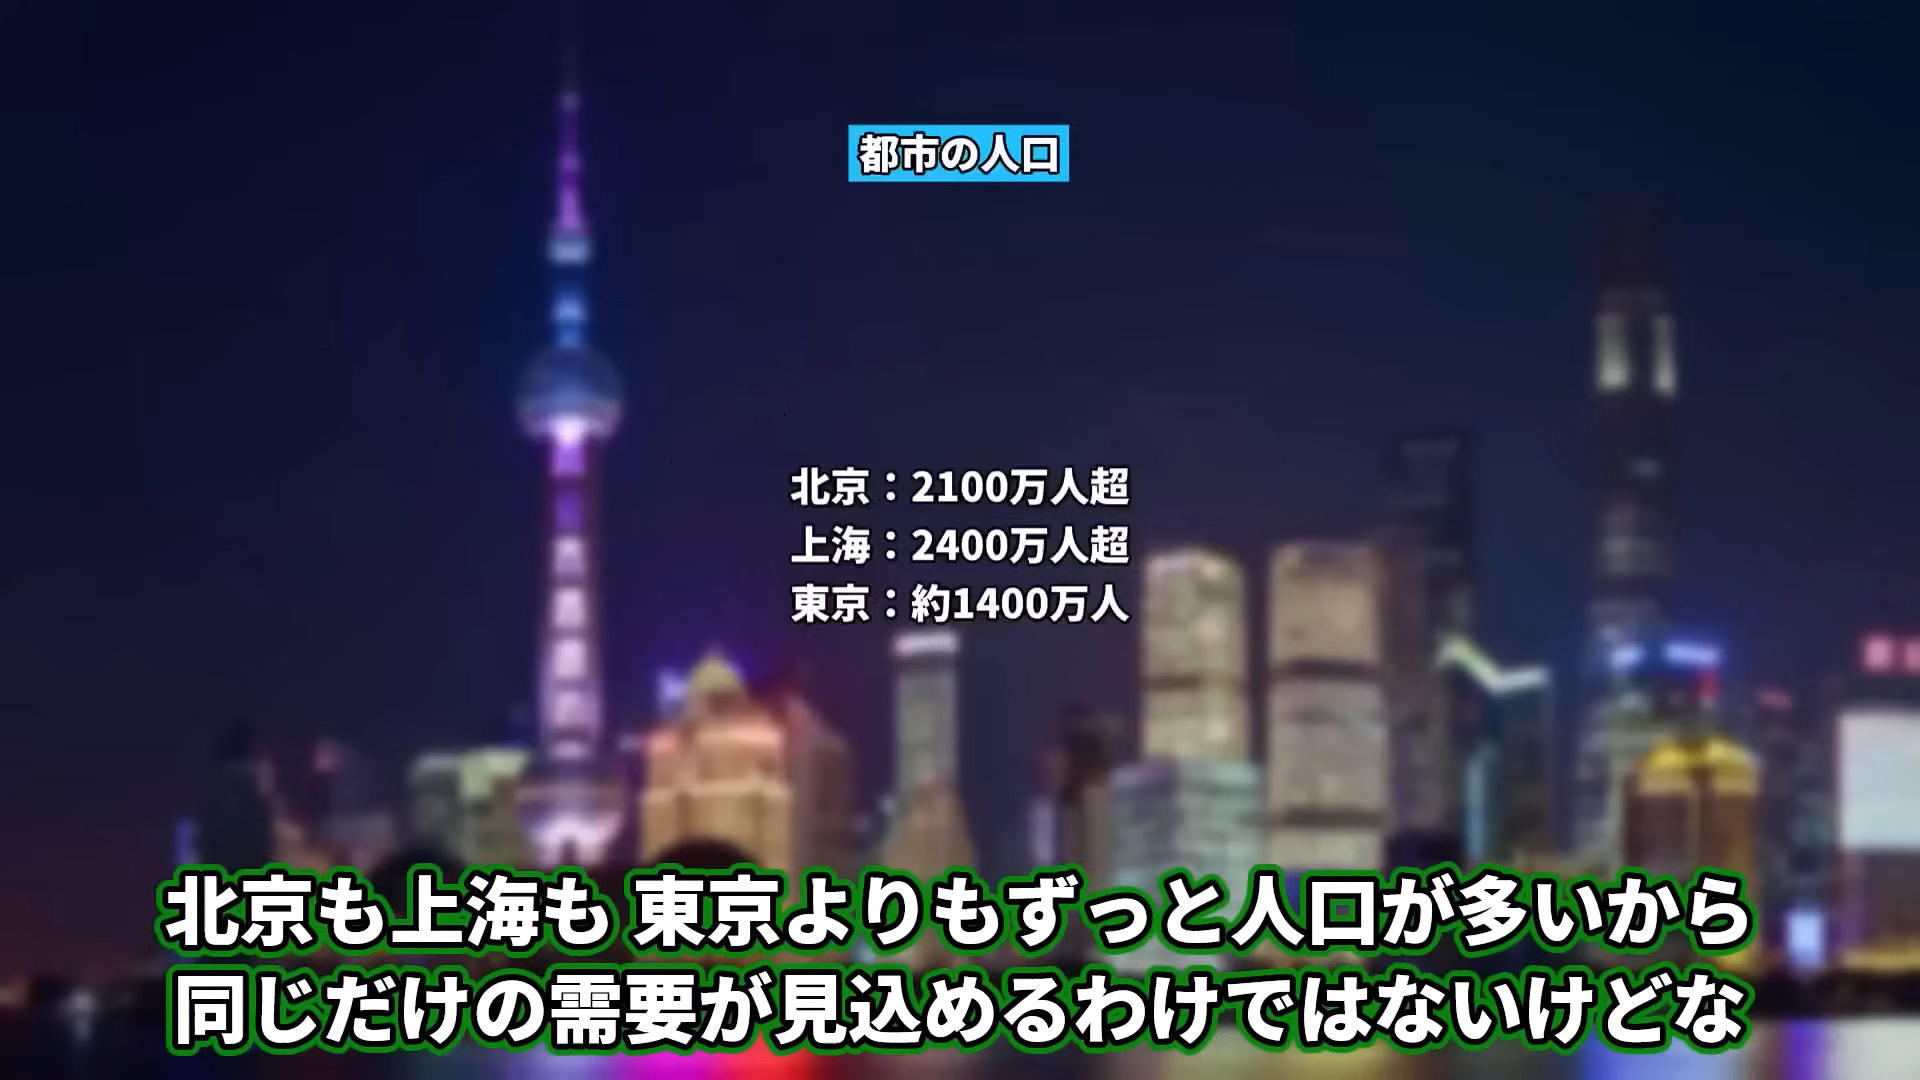 都市の人口
北京：2100万人超
上海：2400万人超
東京：約1400万人
北京も上海も 東京よりもずっと人口が多いから
同じだけの需要が見込めるわけではないけどな